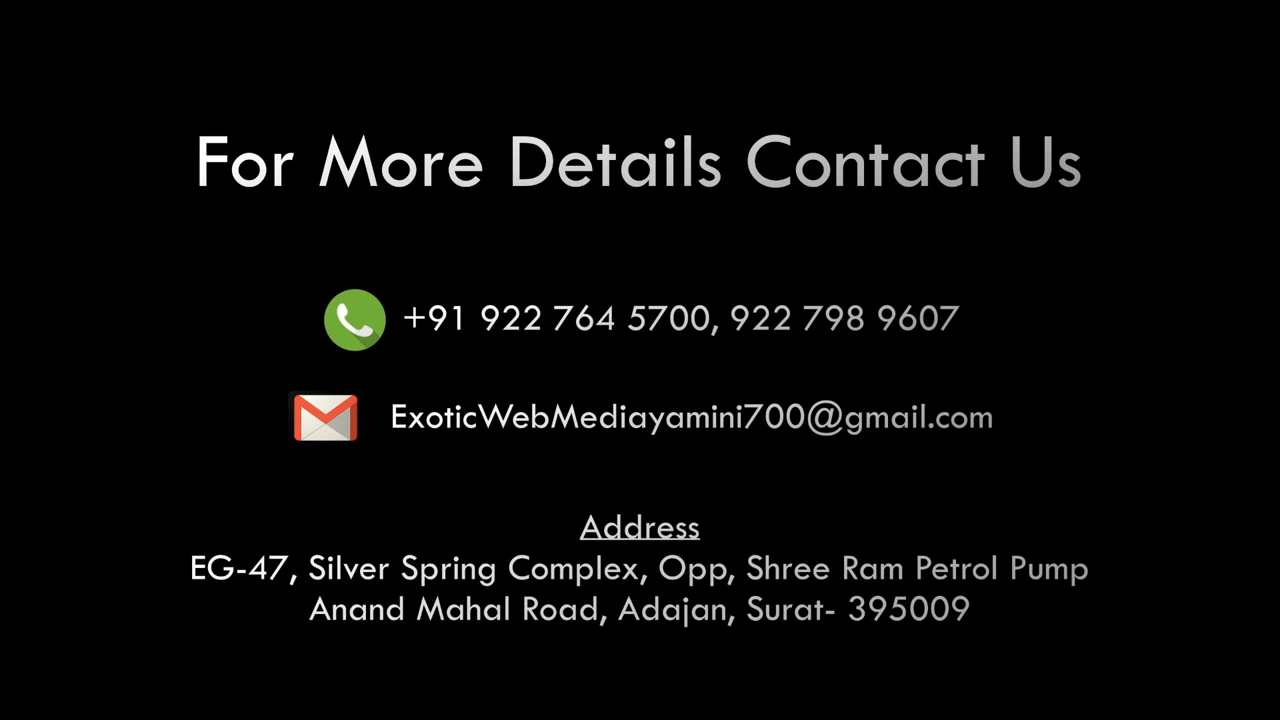 For More Details Contact Us
+91 922 764 5700, 922 798 9607
ExoticWebMediayamini700@gmail.com
Address
EG-47, Silver Spring Complex, Opp, Shree Ram Petrol Pump
Anand Mahal Road, Adajan, Surat- 395009